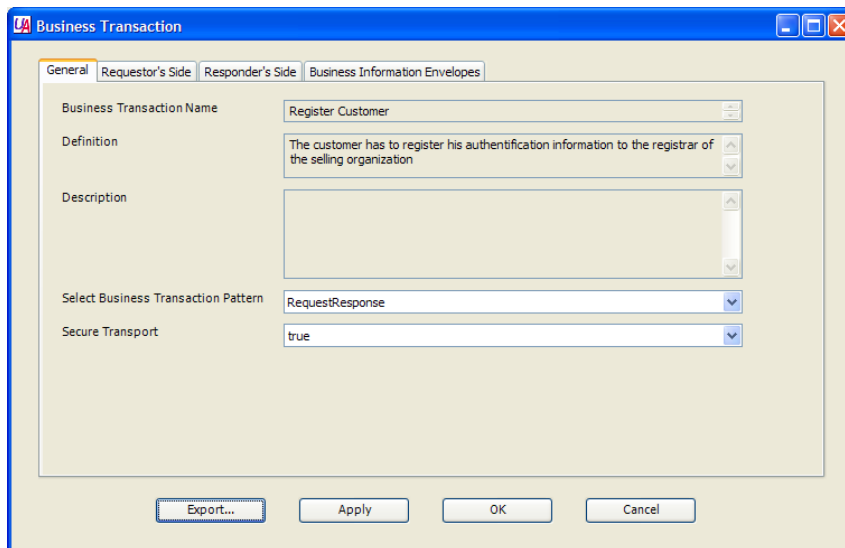 UA Business Transaction
General Requestor's Side Responder's Side Business Information Envelopes
Business Transaction Name Register Customer
Definition The customer has to register his authentification information to the registrar of
the selling organization
Description
Select Business Transaction Pattern RequestResponse
Secure Transport true
Export... Apply OK Cancel